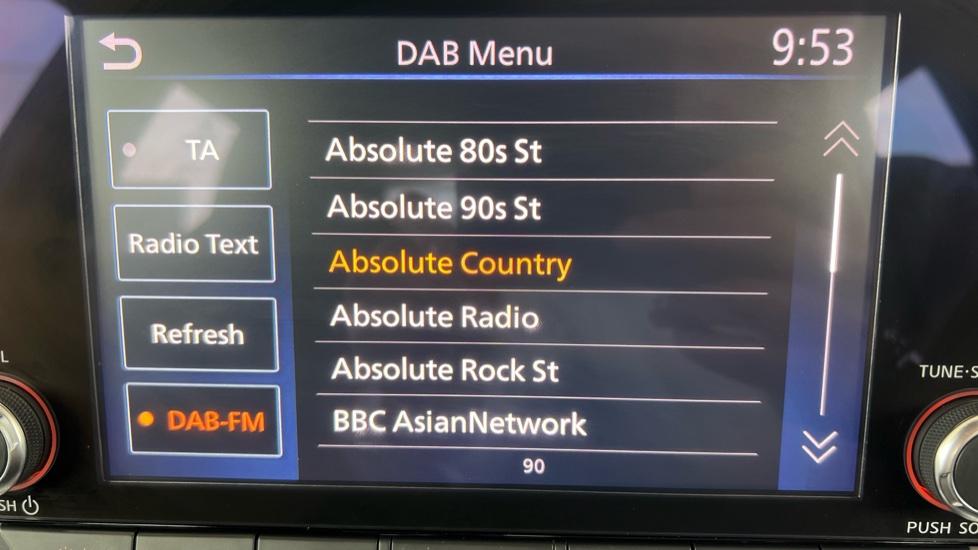 DAB Menu
9:53
TA
Radio Text
Refresh
DAB-FM
Absolute 80s St
Absolute 90s St
Absolute Country
Absolute Radio
Absolute Rock St
BBC AsianNetwork
90
L
SH
TUNE·S
PUSH SO